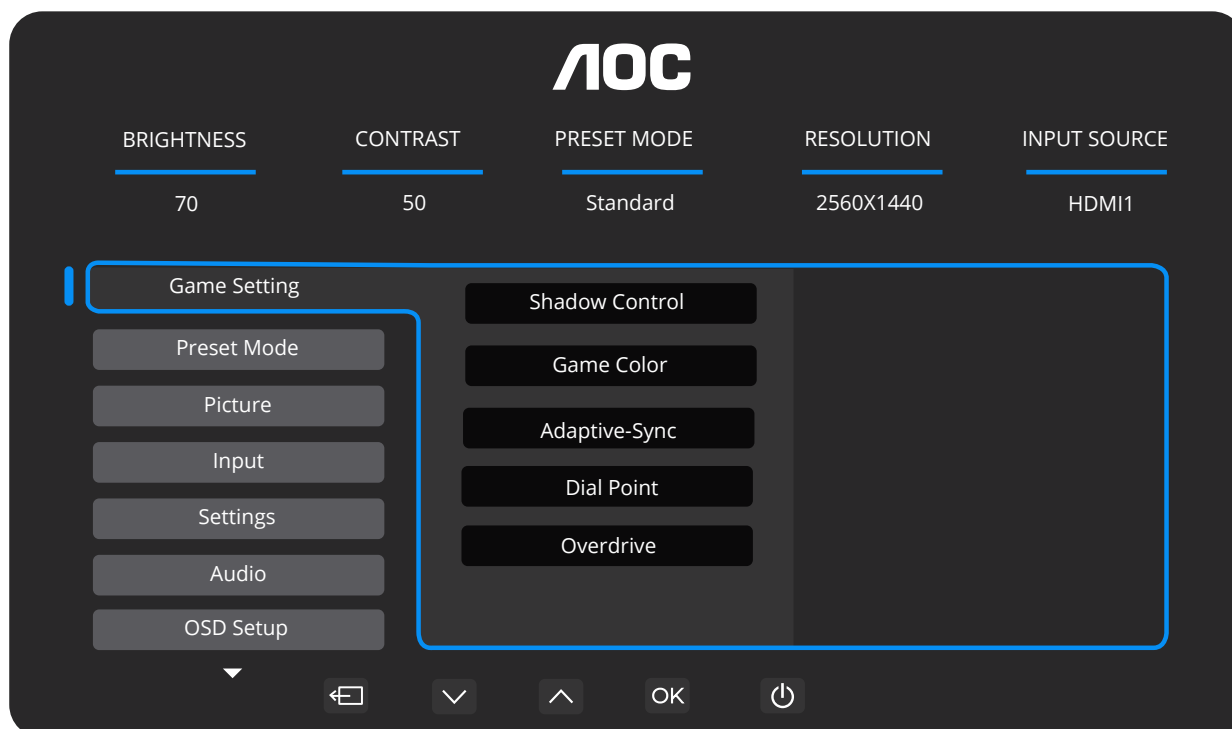 AOC
BRIGHTNESS CONTRAST PRESET MODE RESOLUTION INPUT SOURCE
70 50 Standard 2560X1440 HDMI1
Game Setting
Preset Mode
Picture
Input
Settings
Audio
OSD Setup
Shadow Control
Game Color
Adaptive-Sync
Dial Point
Overdrive
OK